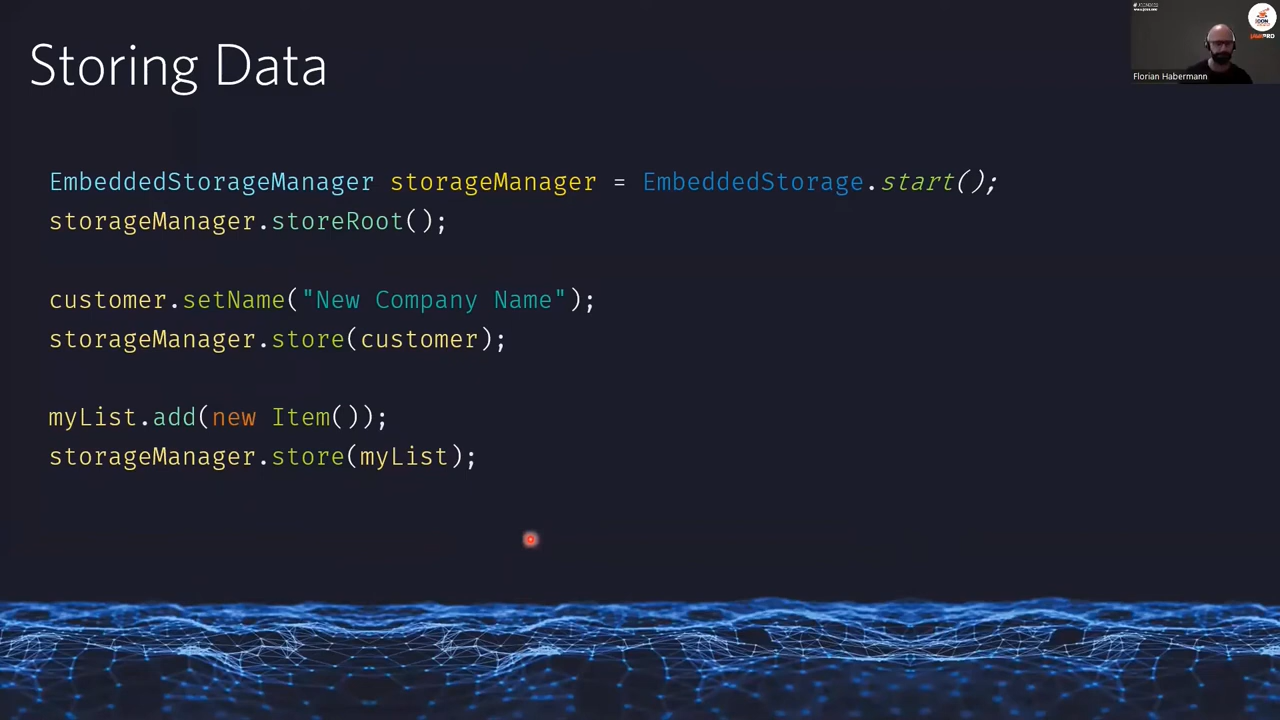 Storing Data
EmbeddedStorageManager storageManager = EmbeddedStorage.start();
storageManager.storeRoot();
customer.setName("New Company Name");
storageManager.store(customer);
myList.add(new Item());
storageManager.store(myList);
Florian Habermann